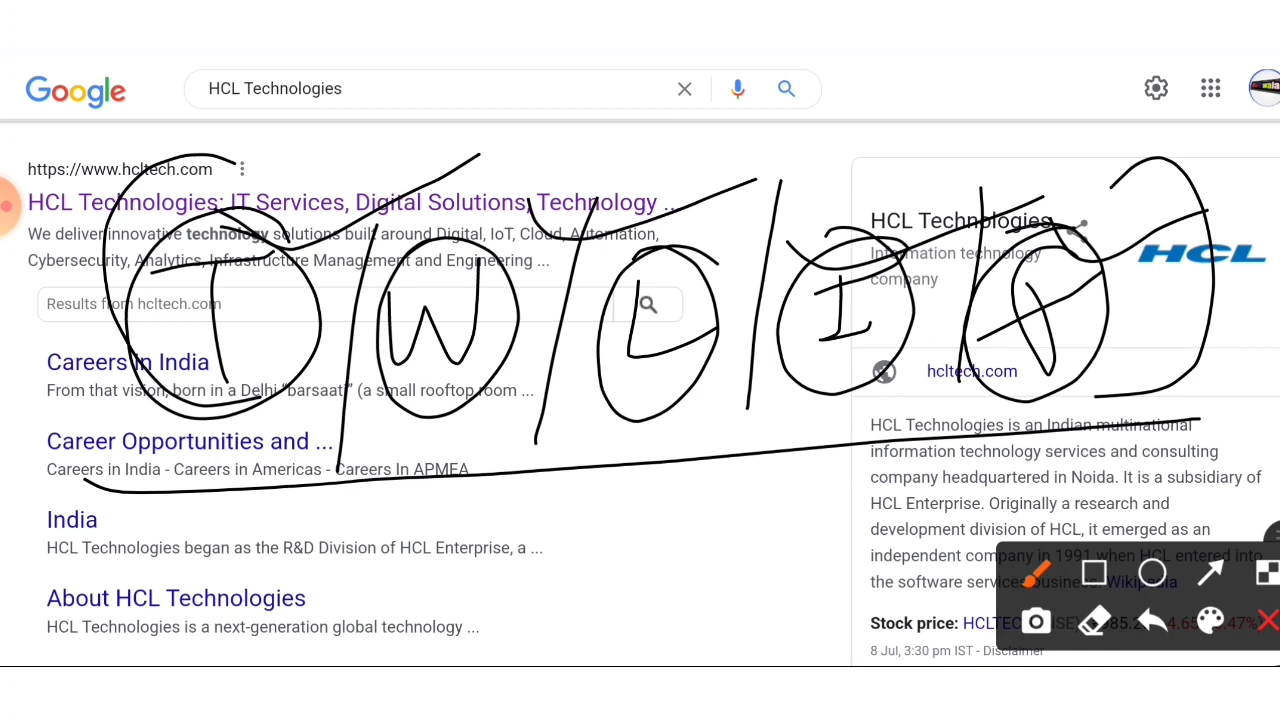 Google HCL Technologies
https://www.hcltech.com
HCL Technologies: IT Services, Digital Solutions, Technology ...
We deliver innovative technology solutions built around Digital, IoT, Cloud, Automation,
Cybersecurity, Analytics, Infrastructure Management and Engineering ...
Results from hcltech.com
Careers in India
From that vision, born in a Delhi "barsaati" (a small rooftop room ...
Career Opportunities and ...
Careers in India - Careers in Americas - Careers In APMEA
India
HCL Technologies began as the R&D Division of HCL Enterprise, a ...
About HCL Technologies
HCL Technologies is a next-generation global technology ...
T W L I
HCL Technologies
Information technology
company
HCL
hcltech.com
HCL Technologies is an Indian multinational
information technology services and consulting
company headquartered in Noida. It is a subsidiary of
HCL Enterprise. Originally a research and
development division of HCL, it emerged as an
independent company in 1991 when HCL entered into
the software services business. Wikipedia
Stock price:
8 Jul, 3:30 pm IST - Disclaimer